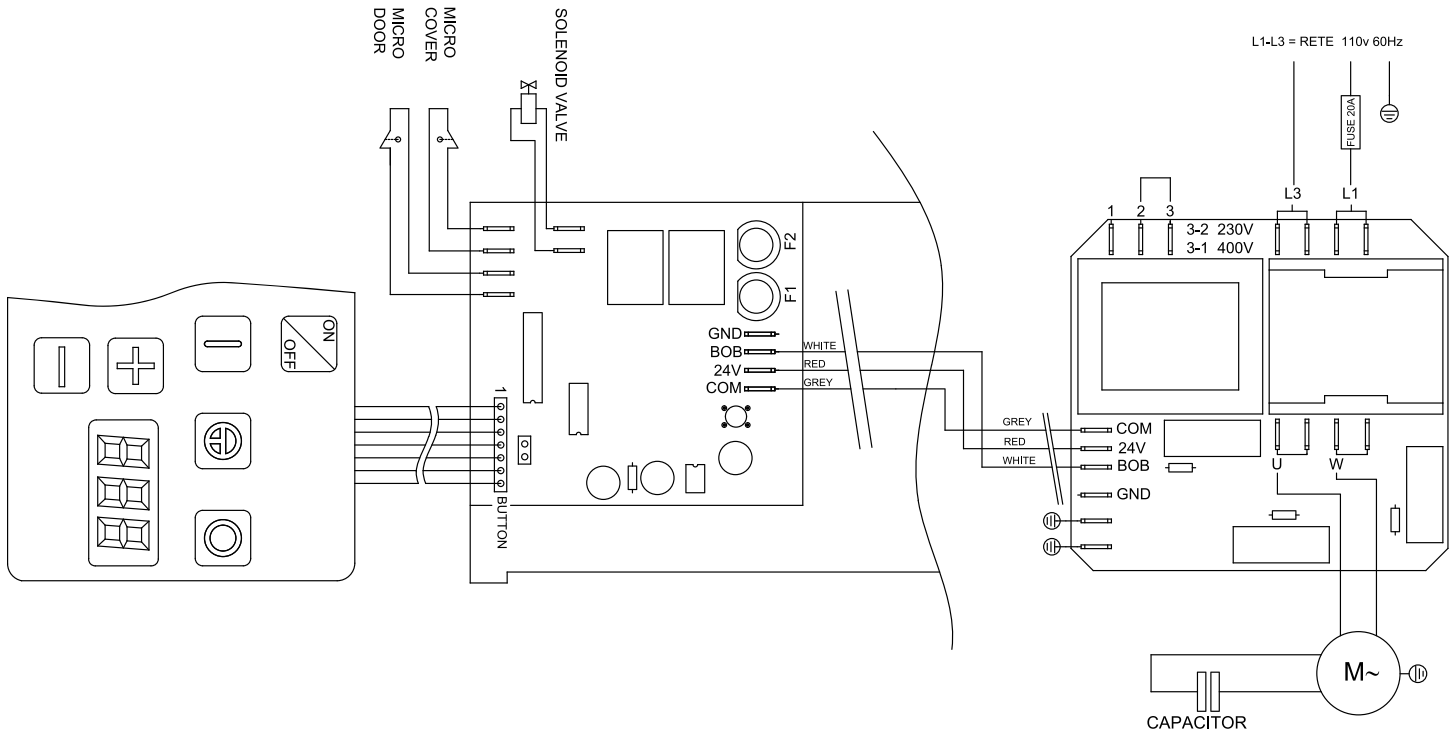 MICRO
DOOR
MICRO
COVER
SOLENOID VALVE
L1-L3 = RETE 110v 60Hz
FUSE 20A
L3
L1
1
2
3
3-2 230V
3-1 400V
F2
F1
GND
BOB
24V
COM
WHITE
RED
GREY
ON
OFF
1
BUTTON
GREY
RED
WHITE
COM
24V
BOB
GND
U
W
M~
CAPACITOR